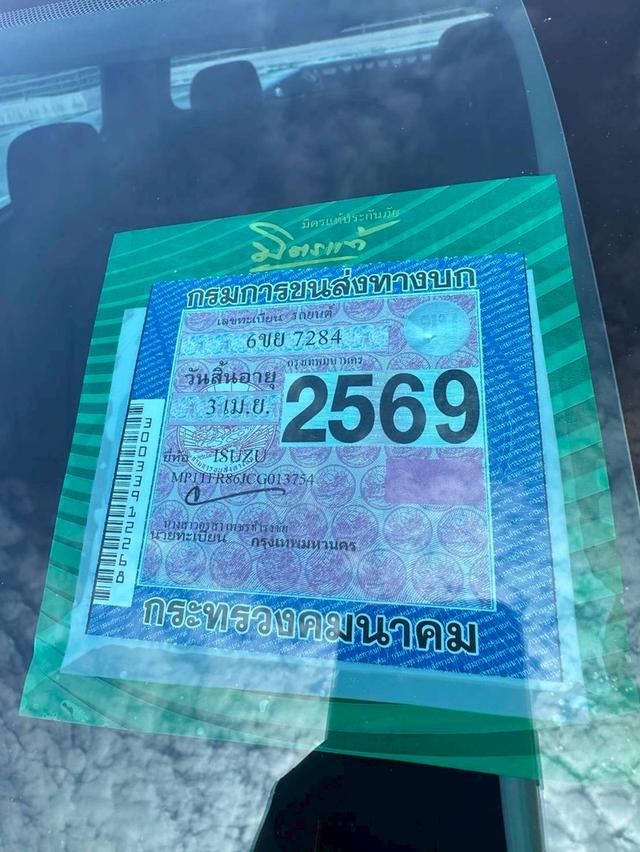 มิตรแท้ประกันภัย
มิตรแท้
กรมการขนส่งทางบก
เลขทะเบียน รถยนต์
6ขย 7284
กรุงเทพมหานคร
วันสิ้นอายุ
3 เม.ย.
2569
ยี่ห้อ ISUZU
MP1TFR86JCG013754
นายทะเบียน กรุงเทพมหานคร
กระทรวงคมนาคม
30033912268